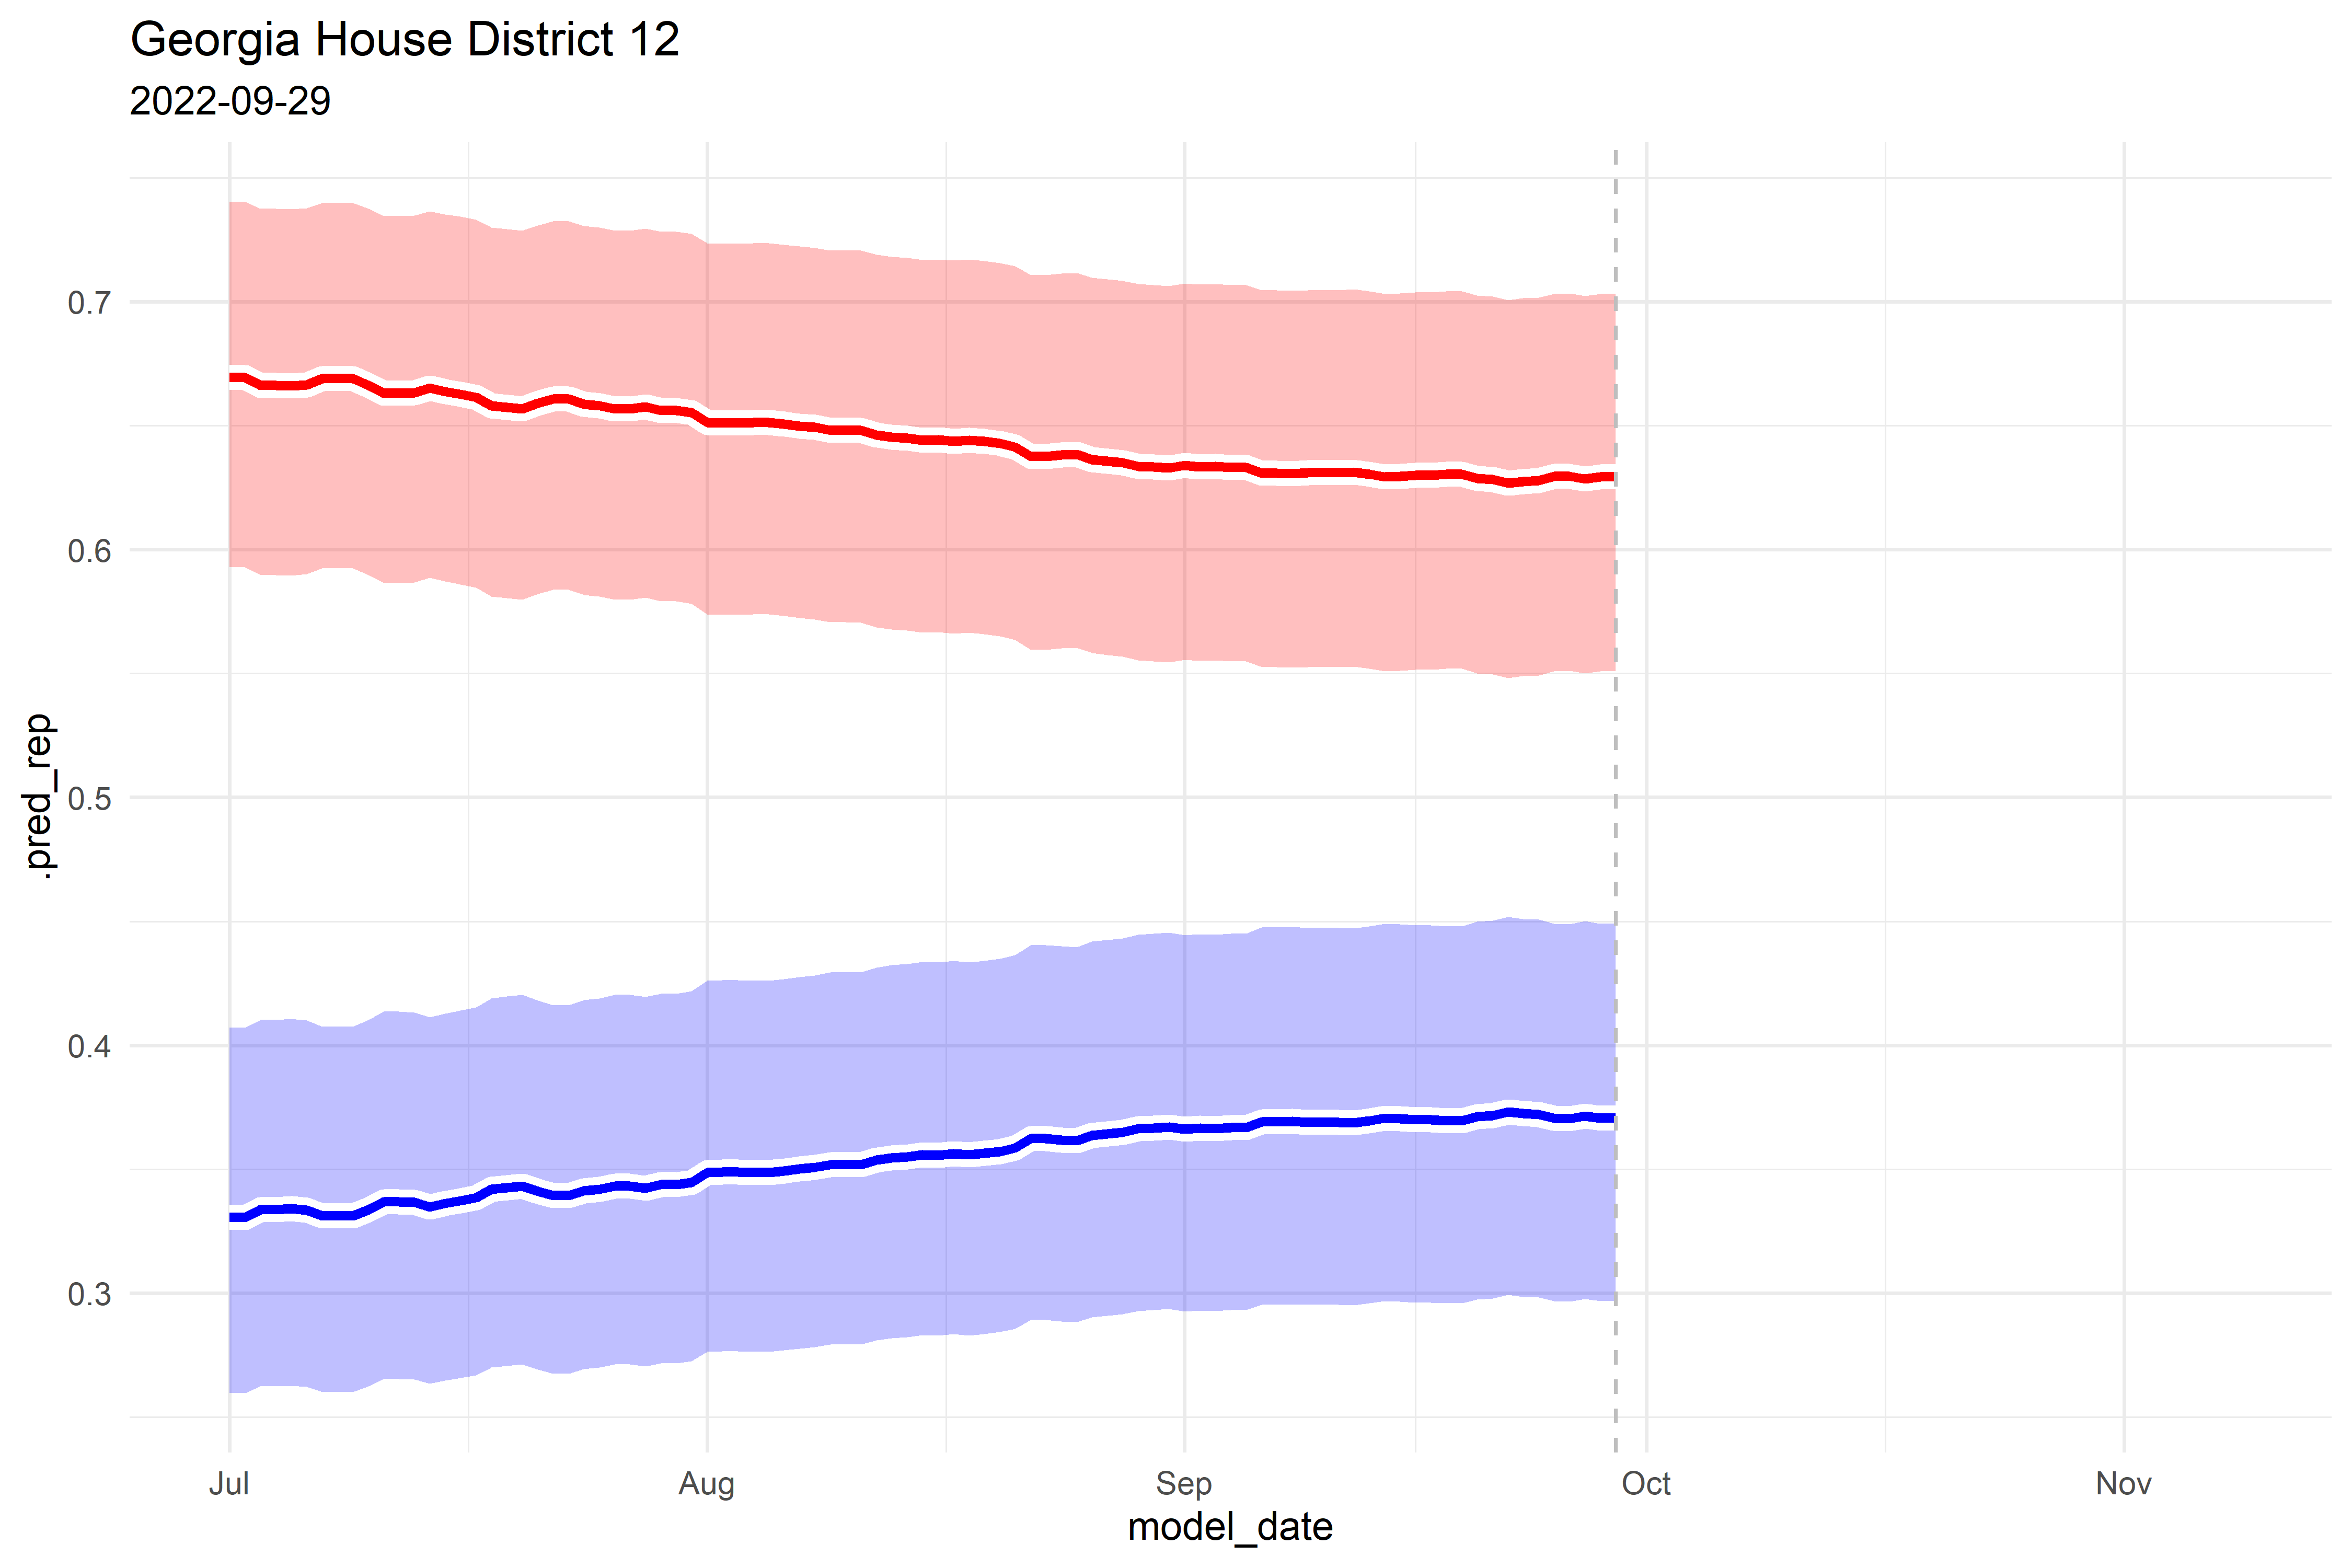 Georgia House District 12
2022-09-29
.pred_rep
0.7
0.6
0.5
0.4
0.3
Jul Aug Sep Oct Nov
model_date